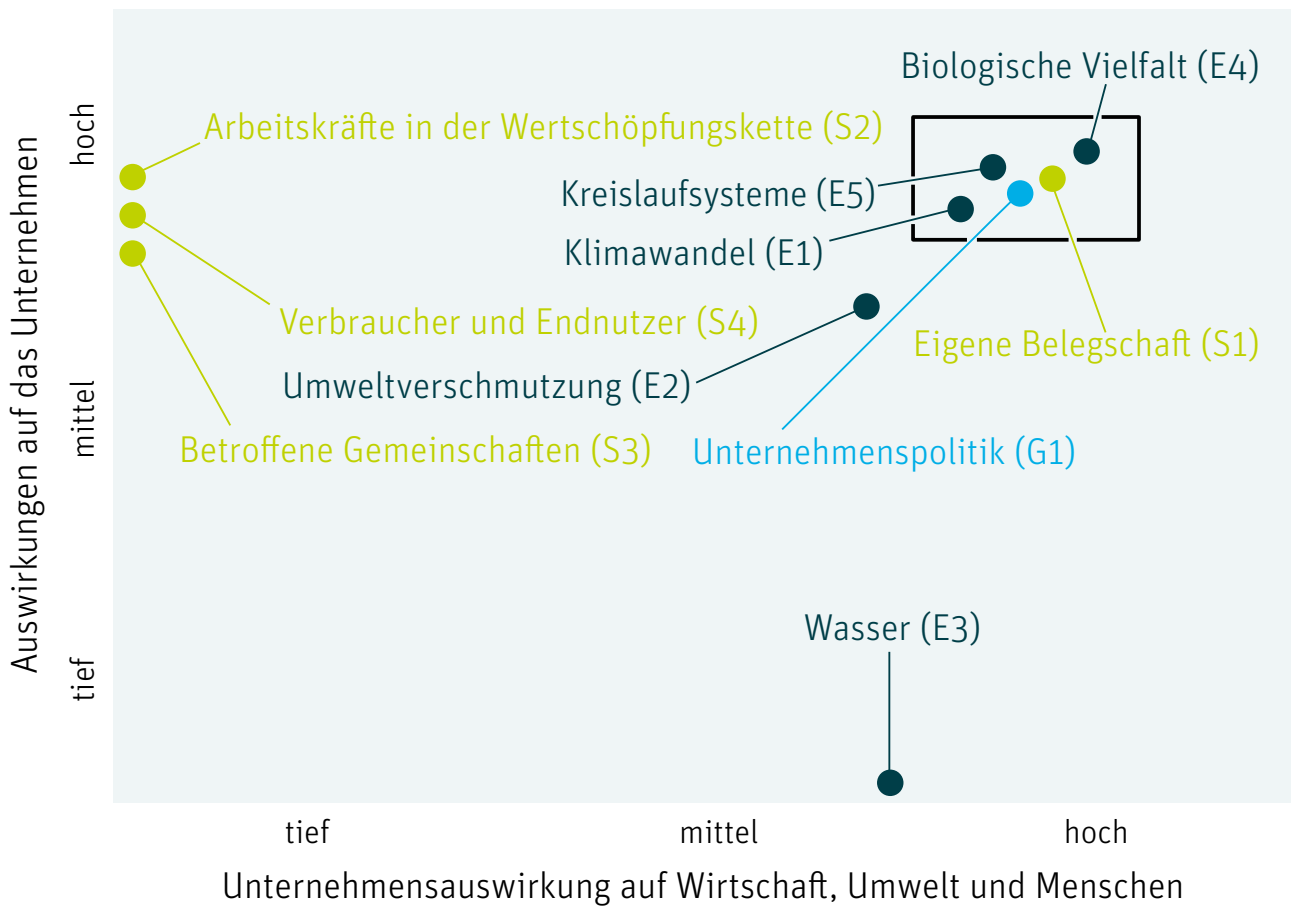 Biologische Vielfalt (E4)
Arbeitskräfte in der Wertschöpfungskette (S2)
Kreislaufsysteme (E5)
Klimawandel (E1)
Verbraucher und Endnutzer (S4)
Eigene Belegschaft (S1)
Umweltverschmutzung (E2)
Betroffene Gemeinschaften (S3)
Unternehmenspolitik (G1)
Wasser (E3)
Auswirkungen auf das Unternehmen
hoch
mittel
tief
tief
mittel
hoch
Unternehmensauswirkung auf Wirtschaft, Umwelt und Menschen